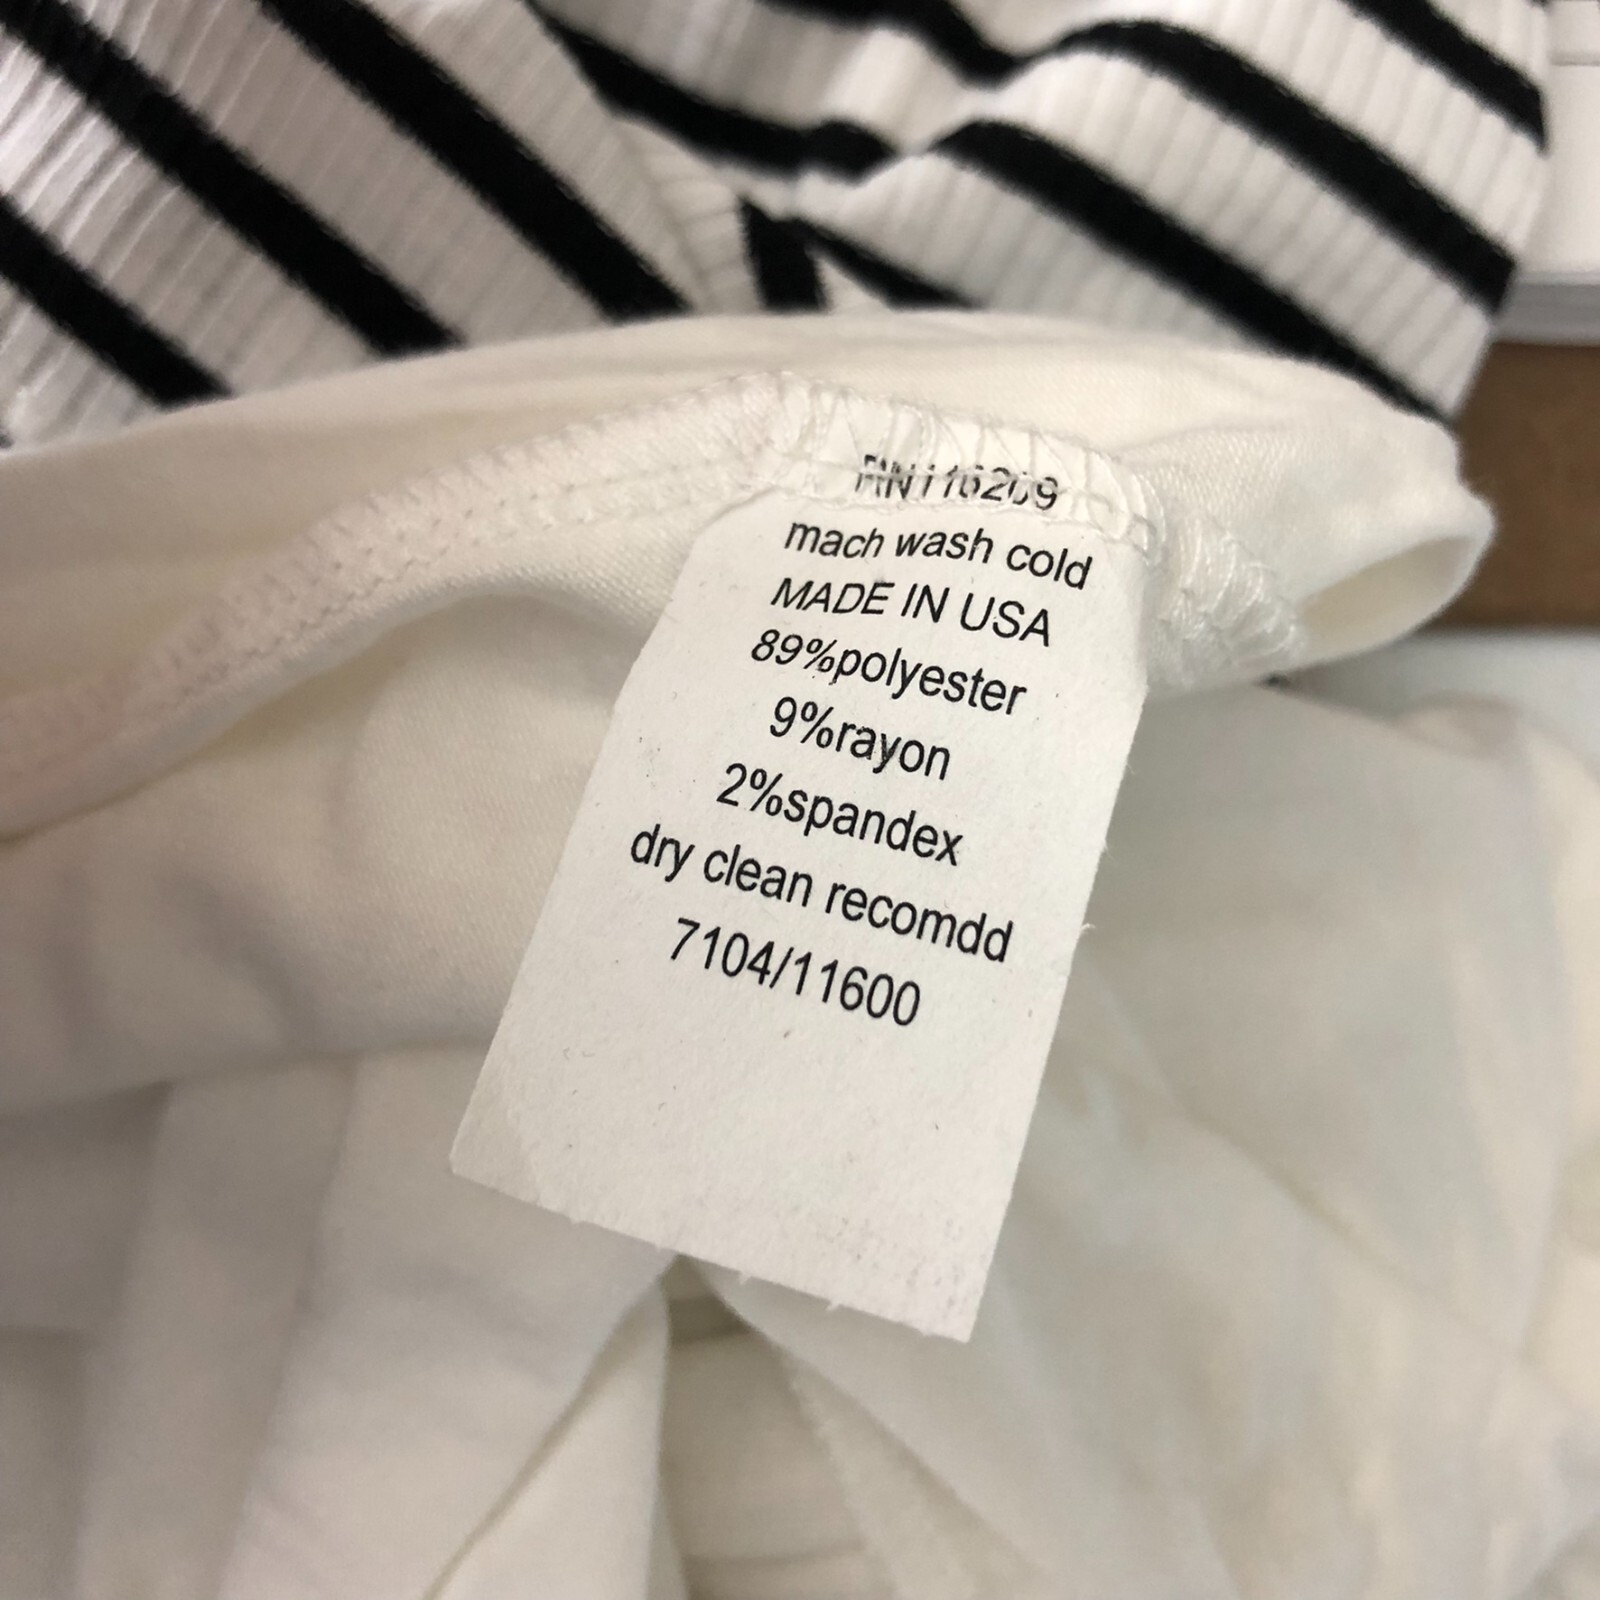 RN116209
mach wash cold
MADE IN USA
89%polyester
9%rayon
2%spandex
dry clean recomdd
7104/11600